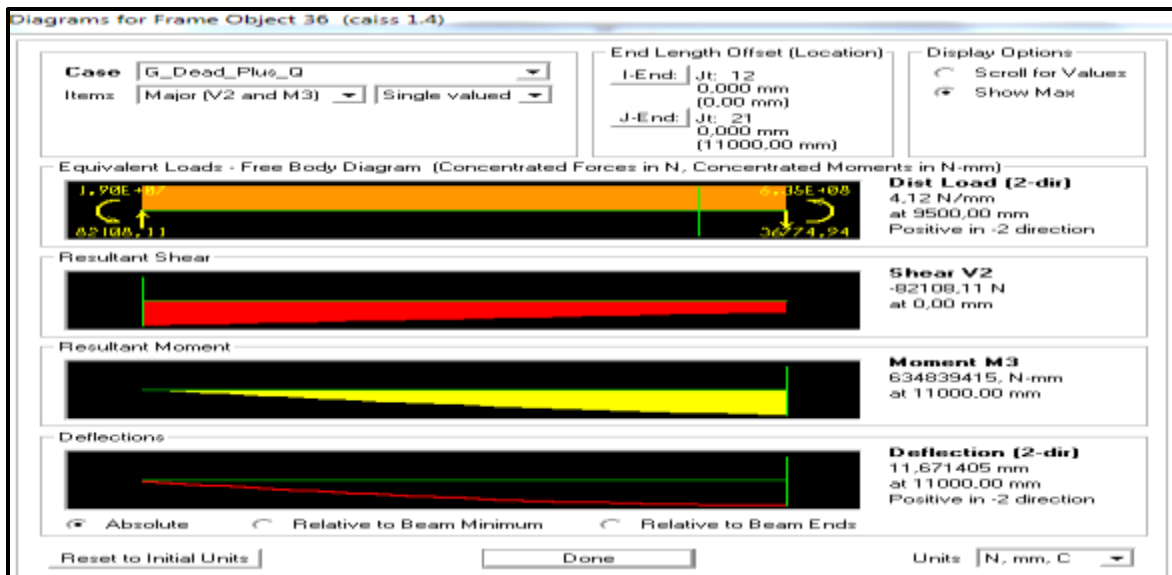 Diagrams for Frame Object 36 (caiss 1.4)
Case G_Dead_Plus_Q
Items Major (V2 and M3) Single valued
End Length Offset (Location)
I-End: Jt: 12
0,000 mm
(0,00 mm)
J-End: Jt: 21
0,000 mm
(11000,00 mm)
Display Options
Scroll for Values
Show Max
Equivalent Loads - Free Body Diagram (Concentrated Forces in N, Concentrated Moments in N-mm)
1,90E+07
6,35E+08
82108,11
36774,94
Dist Load (2-dir)
4,12 N/mm
at 9500,00 mm
Positive in -2 direction
Resultant Shear
Shear V2
-82108,11 N
at 0,00 mm
Resultant Moment
Moment M3
634839415, N-mm
at 11000,00 mm
Deflections
Deflection (2-dir)
11,671405 mm
at 11000,00 mm
Positive in -2 direction
Absolute Relative to Beam Minimum Relative to Beam Ends
Reset to Initial Units Done Units N, mm, C